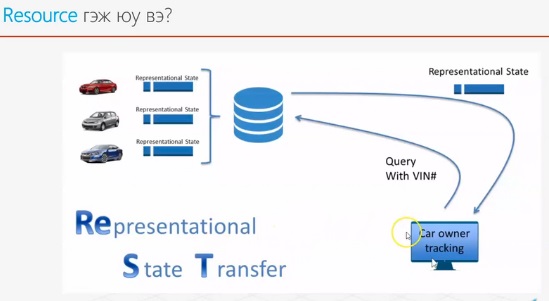 Resource гэж юу вэ?
Representational State
Representational State
Representational State
Representational State
Query
With VIN#
Car owner
tracking
Representational
State Transfer